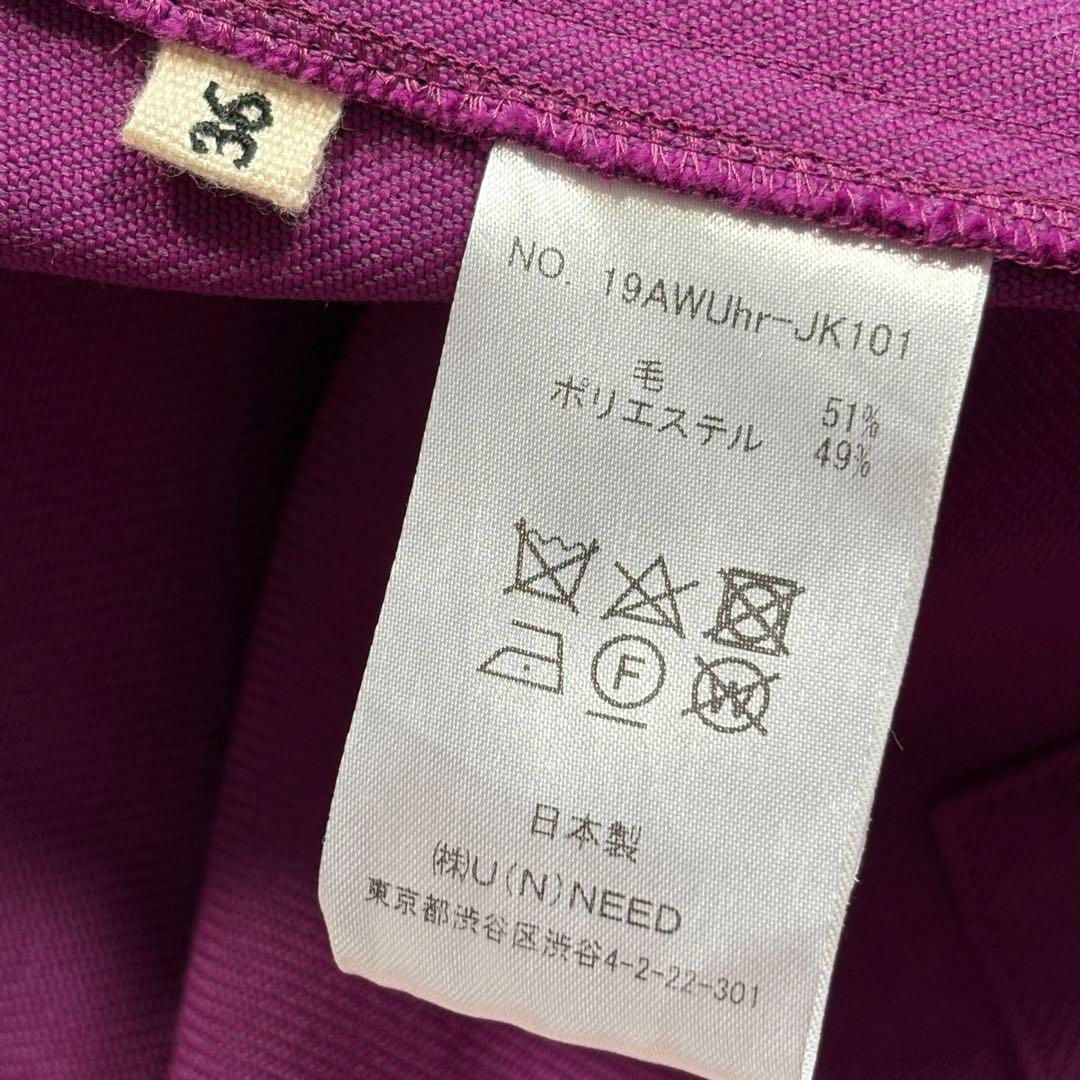 36
NO. 19AWUhr-JK101
毛 51%
ポリエステル 49%
F W
日本製
(株)U(N)NEED
東京都渋谷区渋谷4-2-22-301